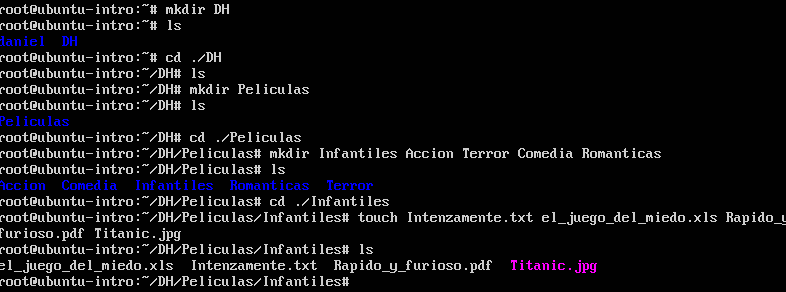 root@ubuntu-intro:~# mkdir DH
root@ubuntu-intro:~# ls
Haniel  DH
root@ubuntu-intro:~# cd ./DH
root@ubuntu-intro:~/DH# ls
root@ubuntu-intro:~/DH# mkdir Peliculas
root@ubuntu-intro:~/DH# ls
Peliculas
root@ubuntu-intro:~/DH# cd ./Peliculas
root@ubuntu-intro:~/DH/Peliculas# mkdir Infantiles Accion Terror Comedia Romanticas
root@ubuntu-intro:~/DH/Peliculas# ls
Accion  Comedia  Infantiles  Romanticas  Terror
root@ubuntu-intro:~/DH/Peliculas# cd ./Infantiles
root@ubuntu-intro:~/DH/Peliculas/Infantiles# touch Intenzamente.txt el_juego_del_miedo.xls Rapido_y_
furioso.pdf Titanic.jpg
root@ubuntu-intro:~/DH/Peliculas/Infantiles# ls
el_juego_del_miedo.xls  Intenzamente.txt  Rapido_y_furioso.pdf  Titanic.jpg
root@ubuntu-intro:~/DH/Peliculas/Infantiles#